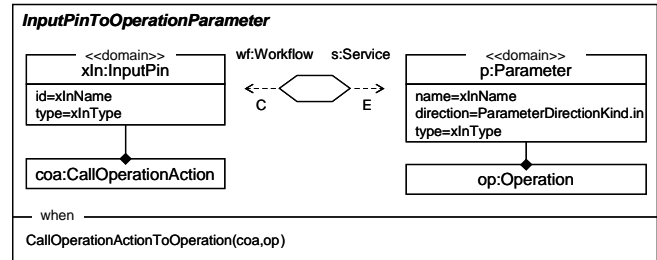 InputPinToOperationParameter
<<domain>>
xIn:InputPin
id=xInName
type=xInType
coa:CallOperationAction
wf:Workflow s:Service
C E
<<domain>>
p:Parameter
name=xInName
direction=ParameterDirectionKind.in
type=xInType
op:Operation
when
CallOperationActionToOperation(coa,op)